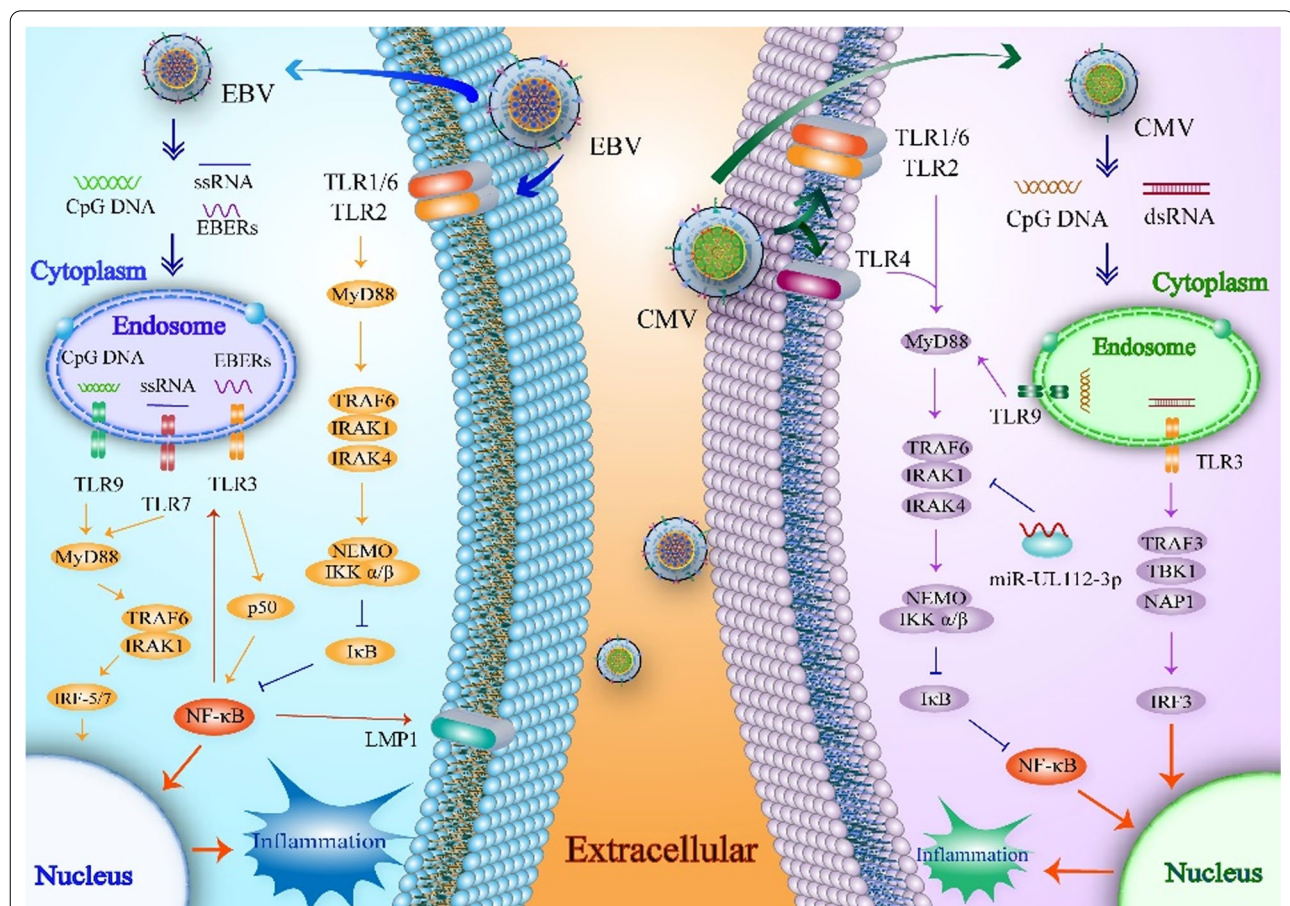 EBV
EBV
CpG DNA
ssRNA
EBERs
Cytoplasm
Endosome
CpG DNA
ssRNA
EBERs
TLR9
TLR7
TLR3
MyD88
TRAF6
IRAK1
IRF-5/7
p50
NF-κB
LMP1
TLR1/6
TLR2
MyD88
TRAF6
IRAK1
IRAK4
NEMO
IKK α/β
IκB
Nucleus
Inflammation
Extracellular
CMV
TLR1/6
TLR2
TLR4
MyD88
TRAF6
IRAK1
IRAK4
miR-UL112-3p
NEMO
IKK α/β
IκB
NF-κB
CMV
CpG DNA
dsRNA
Cytoplasm
Endosome
TLR9
TLR3
TRAF3
TBK1
NAP1
IRF3
Inflammation
Nucleus